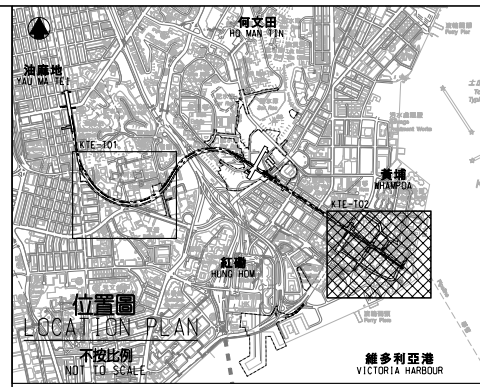 何文田
HO MAN TIN
油麻地
YAU MA TEI
KTE-T01
黃埔
WHAMPOA
KTE-T02
紅磡
HUNG HOM
位置圖
LOCATION PLAN
不按比例
NOT TO SCALE
維多利亞港
VICTORIA HARBOUR